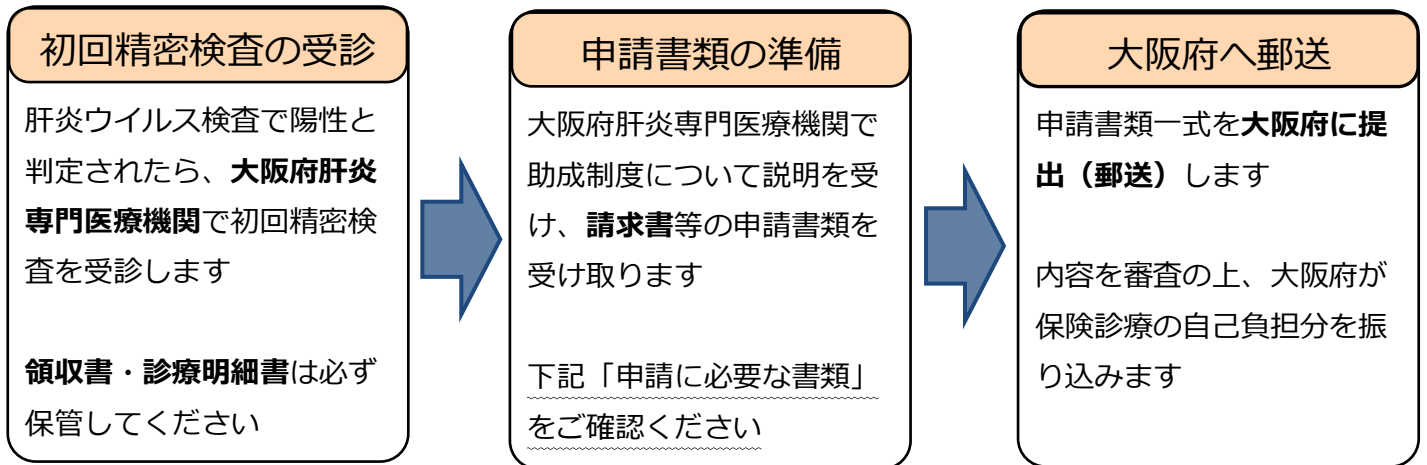 初回精密検査の受診
肝炎ウイルス検査で陽性と
判定されたら、大阪府肝炎
専門医療機関で初回精密検
査を受診します
領収書・診療明細書は必ず
保管してください
申請書類の準備
大阪府肝炎専門医療機関で
助成制度について説明を受
け、請求書等の申請書類を
受け取ります
下記「申請に必要な書類」
をご確認ください
大阪府へ郵送
申請書類一式を大阪府に提
出（郵送）します
内容を審査の上、大阪府が
保険診療の自己負担分を振
り込みます